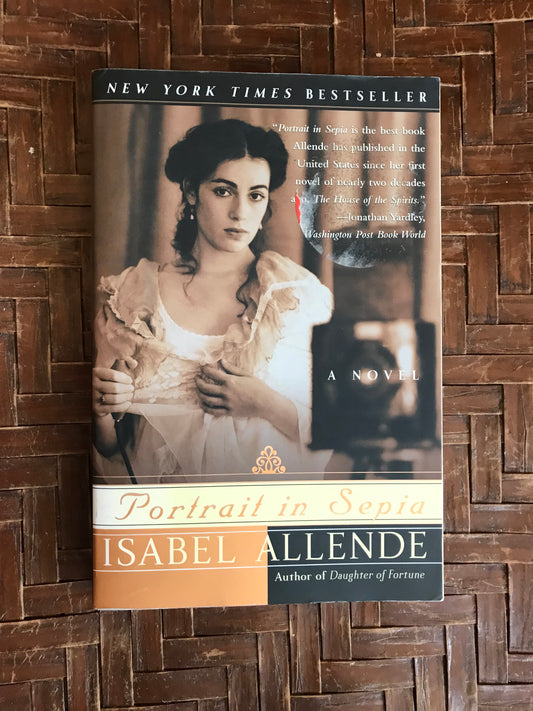 NEW YORK TIMES BESTSELLER
"Portrait in Sepia is the best book
Allende has published in the
United States since her first
novel of nearly two decades
ago, The House of the Spirits."
—Jonathan Yardley,
Washington Post Book World
A NOVEL
Portrait in Sepia
ISABEL ALLENDE
Author of Daughter of Fortune